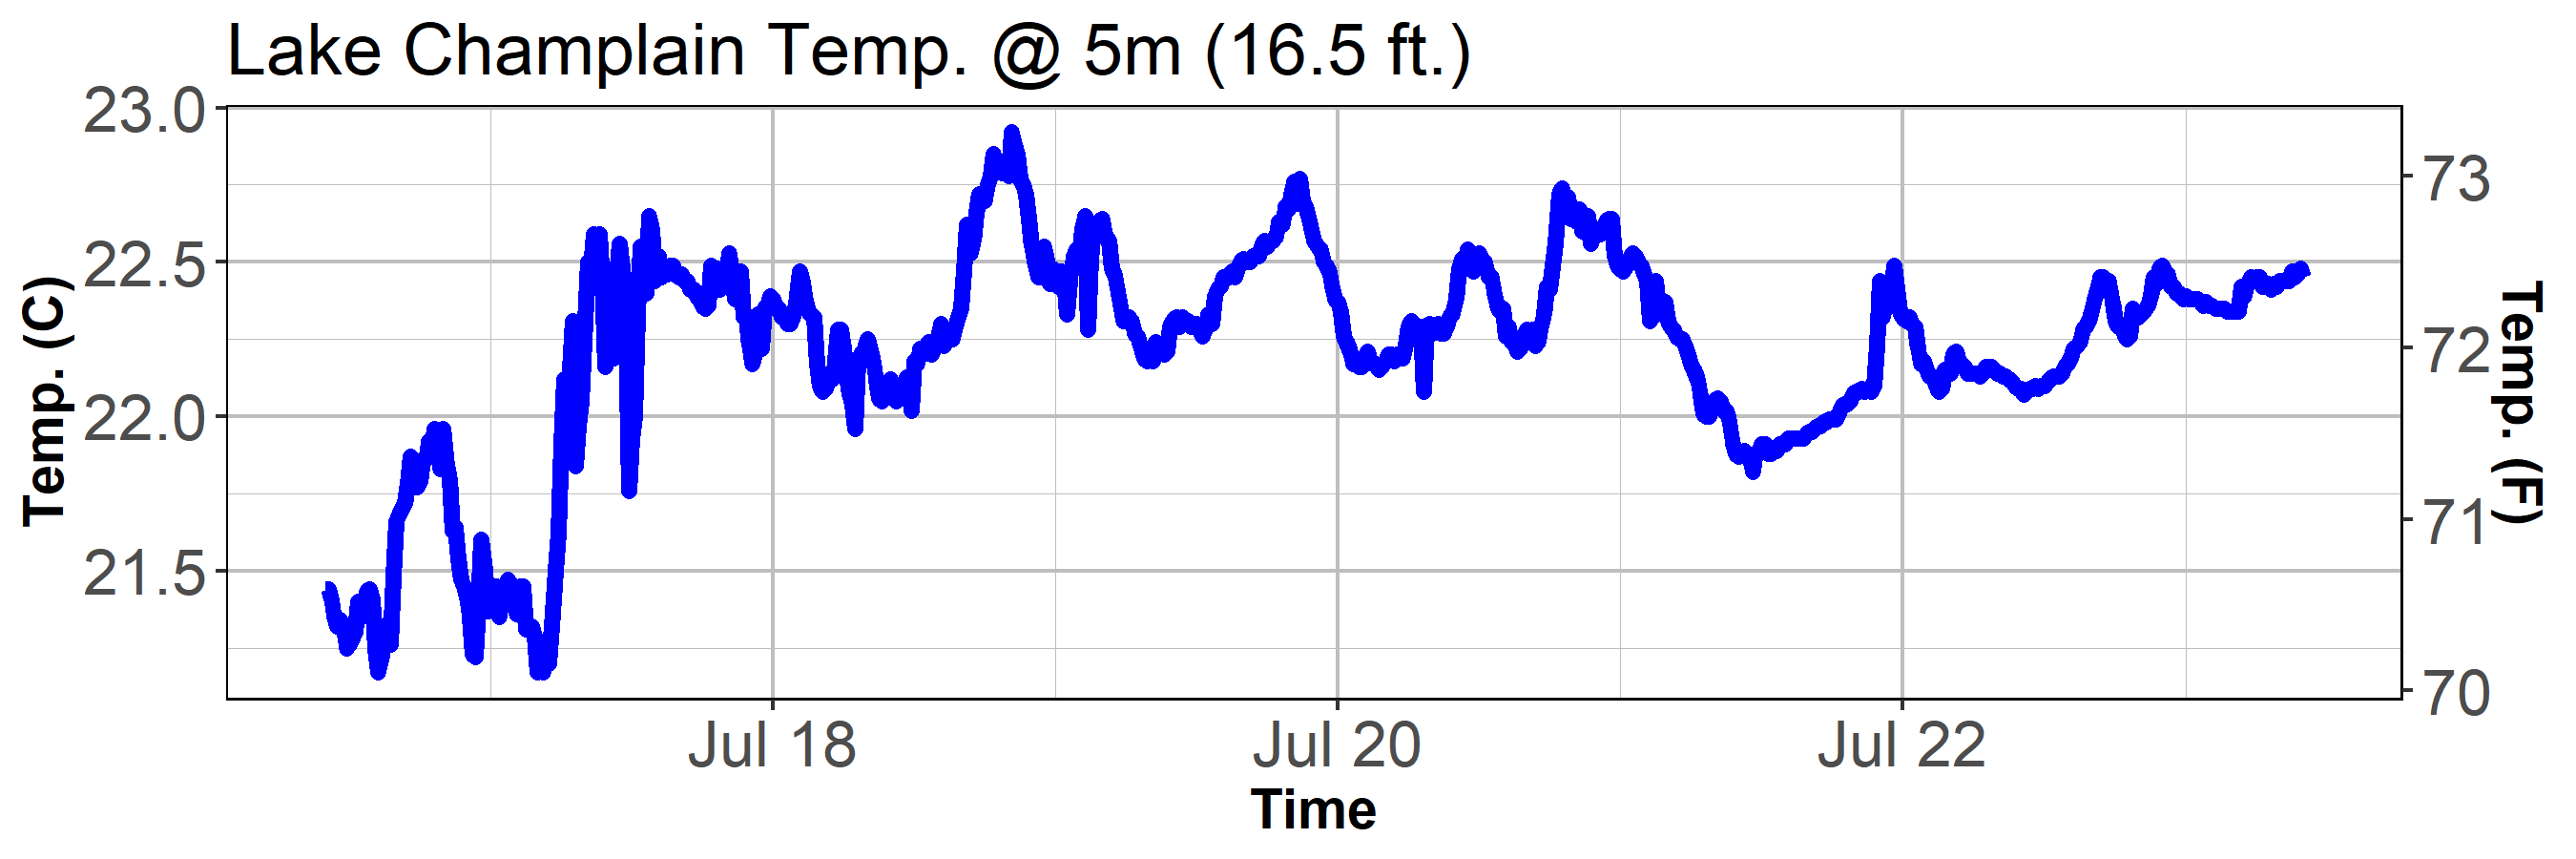 Lake Champlain Temp. @ 5m (16.5 ft.)
23.0
22.5
22.0
21.5
Temp. (C)
73
72
71
70
Temp. (F)
Jul 18 Jul 20 Jul 22
Time